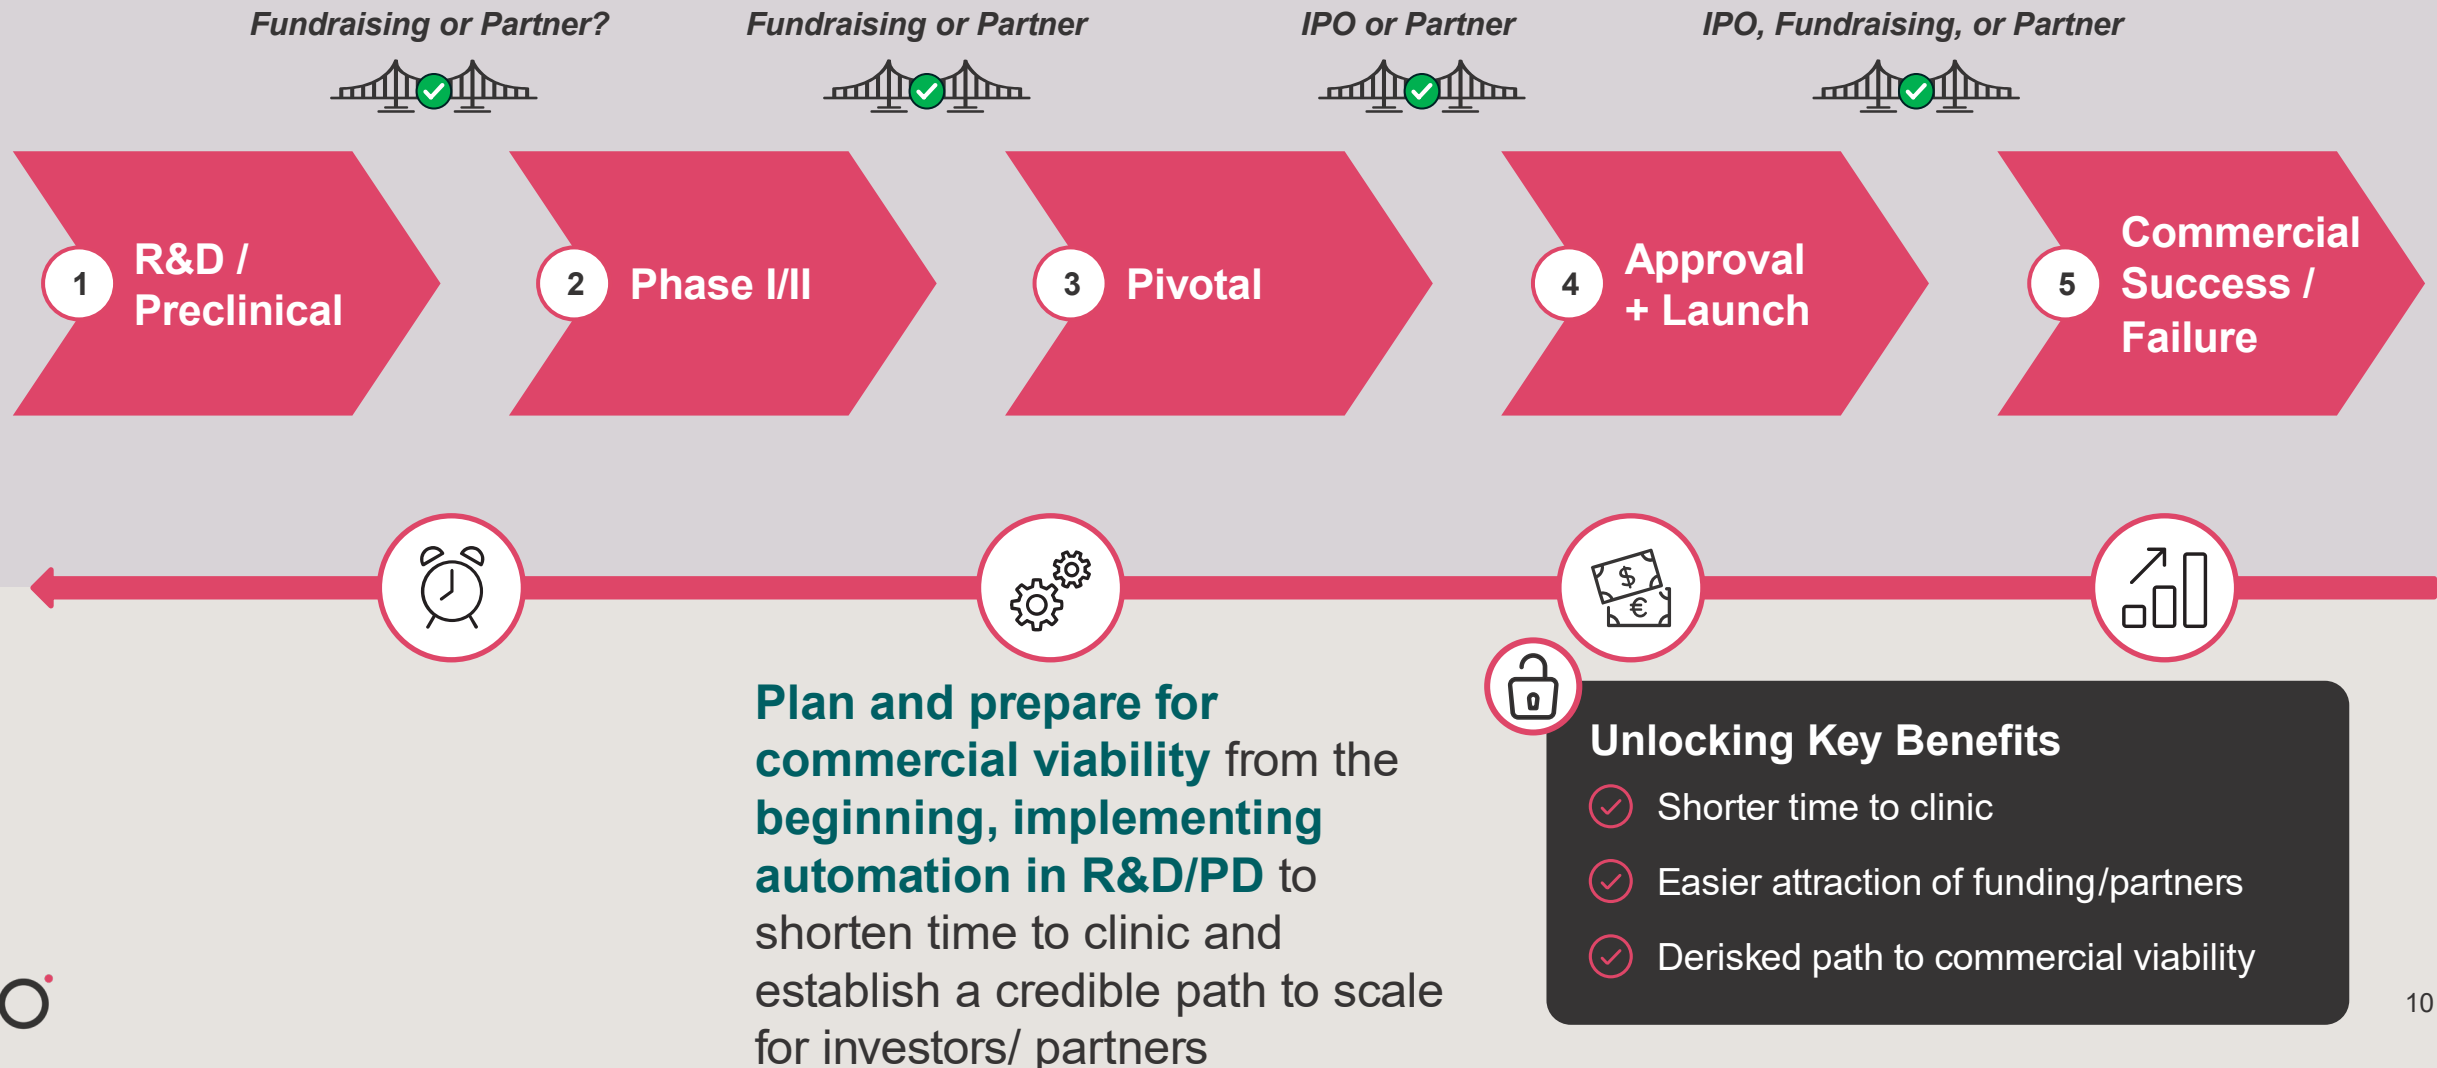 Fundraising or Partner?
Fundraising or Partner
IPO or Partner
IPO, Fundraising, or Partner
1
R&D /
Preclinical
2
Phase I/II
3
Pivotal
4
Approval
+ Launch
5
Commercial
Success /
Failure
$
€
Plan and prepare for
commercial viability from the
beginning, implementing
automation in R&D/PD to
shorten time to clinic and
establish a credible path to scale
for investors/ partners
Unlocking Key Benefits
Shorter time to clinic
Easier attraction of funding/partners
Derisked path to commercial viability
10